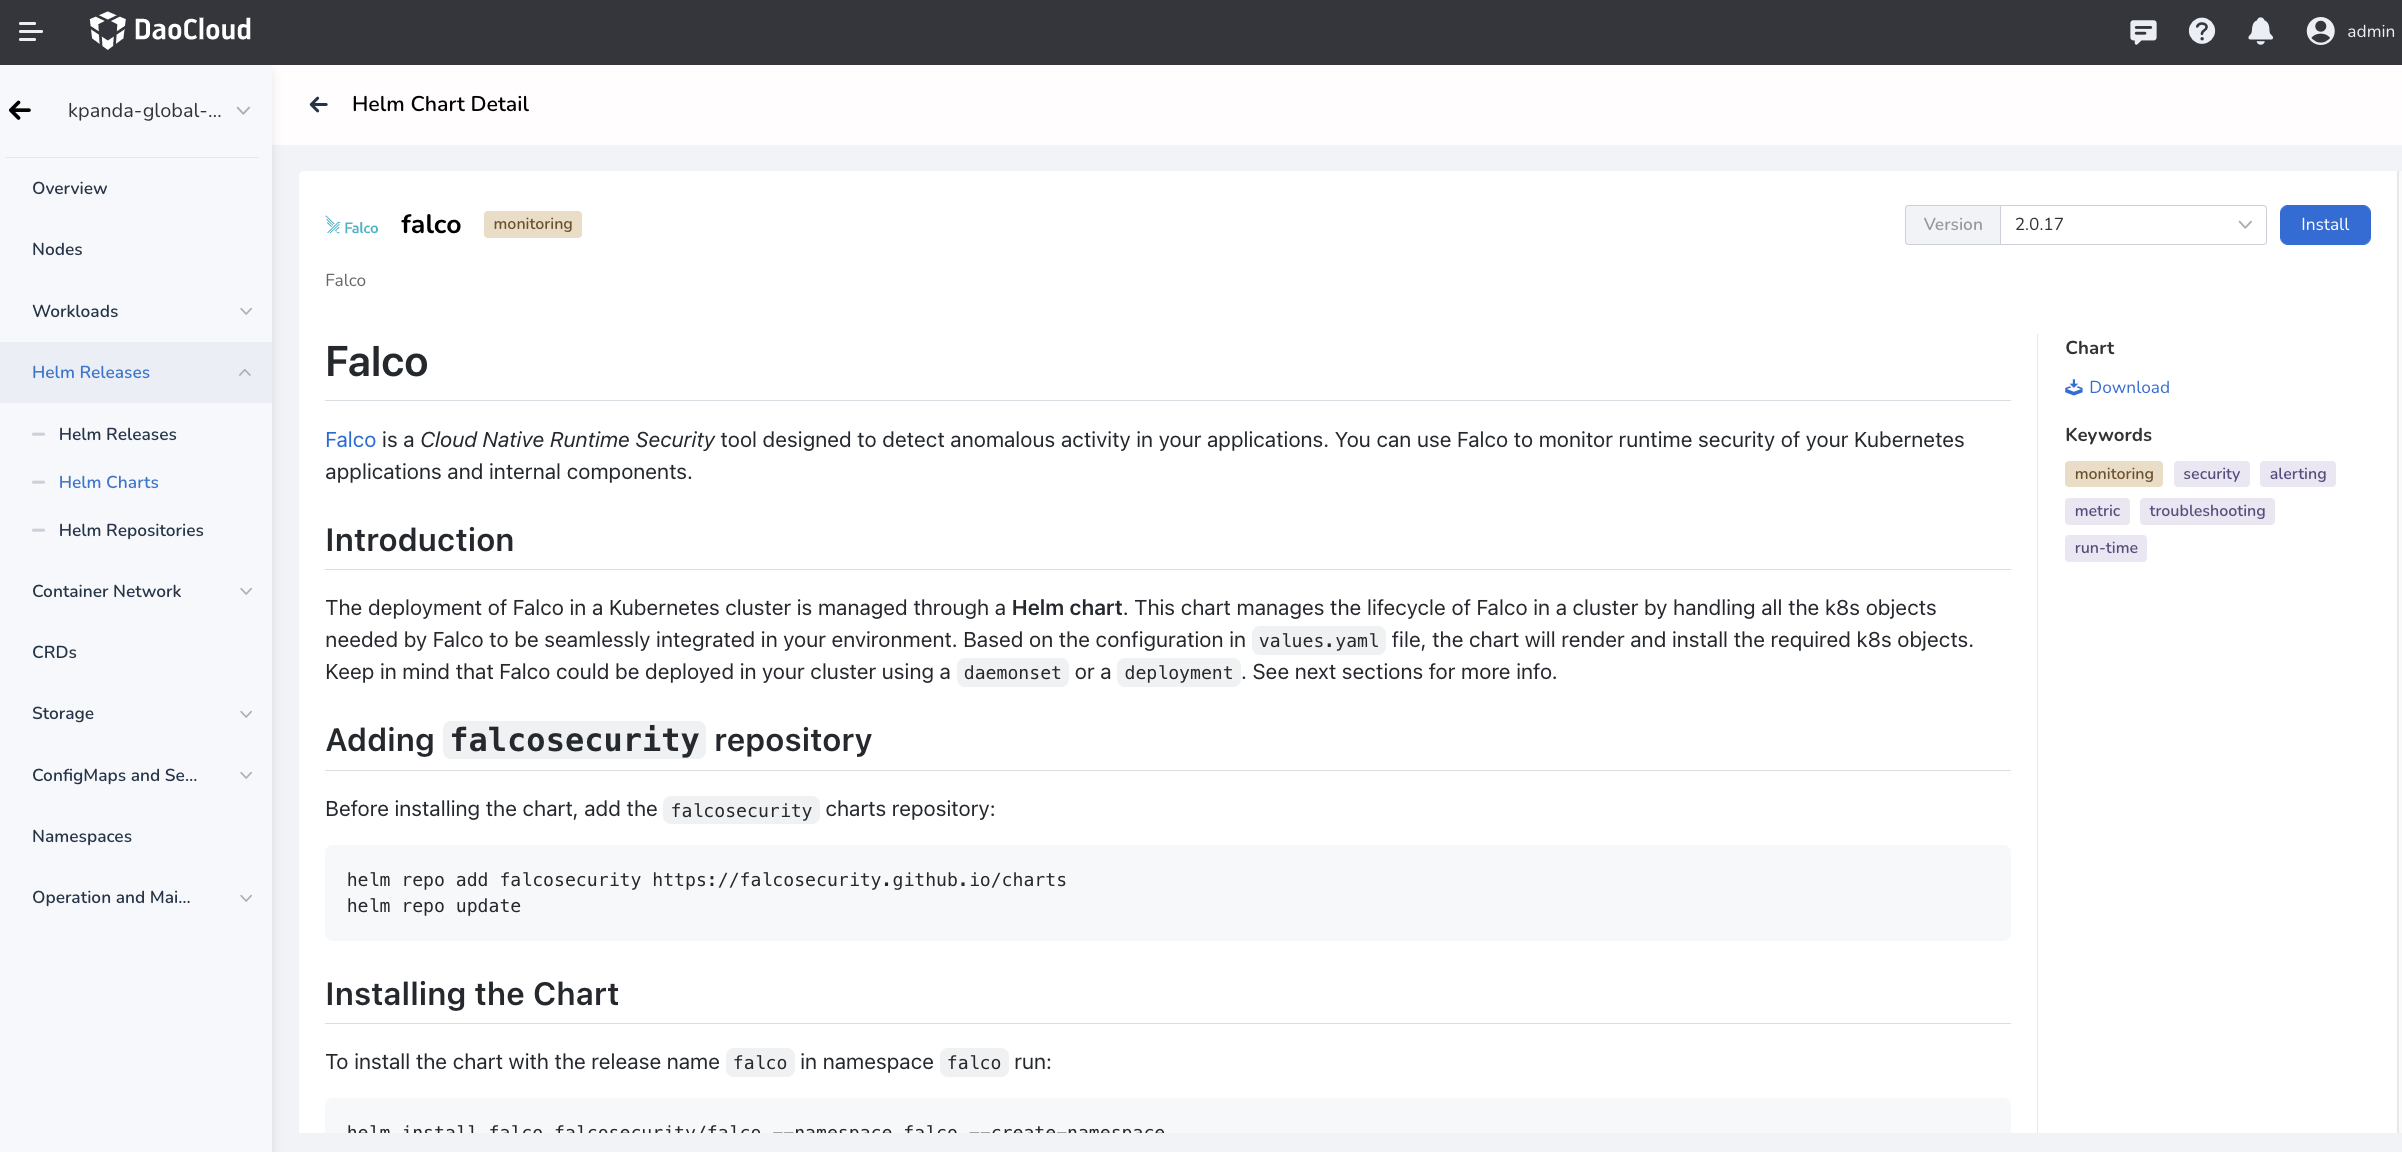 DaoCloud
admin
kpanda-global-...
Helm Chart Detail
Overview
Nodes
Workloads
Helm Releases
Helm Releases
Helm Charts
Helm Repositories
Container Network
CRDs
Storage
ConfigMaps and Se...
Namespaces
Operation and Mai...
Falco
falco
monitoring
Version
2.0.17
Install
Falco
Falco
Falco is a Cloud Native Runtime Security tool designed to detect anomalous activity in your applications. You can use Falco to monitor runtime security of your Kubernetes
applications and internal components.
Introduction
The deployment of Falco in a Kubernetes cluster is managed through a Helm chart. This chart manages the lifecycle of Falco in a cluster by handling all the k8s objects
needed by Falco to be seamlessly integrated in your environment. Based on the configuration in values.yaml file, the chart will render and install the required k8s objects.
Keep in mind that Falco could be deployed in your cluster using a daemonset or a deployment. See next sections for more info.
Adding falcosecurity repository
Before installing the chart, add the falcosecurity charts repository:
helm repo add falcosecurity https://falcosecurity.github.io/charts
helm repo update
Installing the Chart
To install the chart with the release name falco in namespace falco run:
helm install falco falcosecurity/falco --namespace falco --create-namespace
Chart
Download
Keywords
monitoring
security
alerting
metric
troubleshooting
run-time